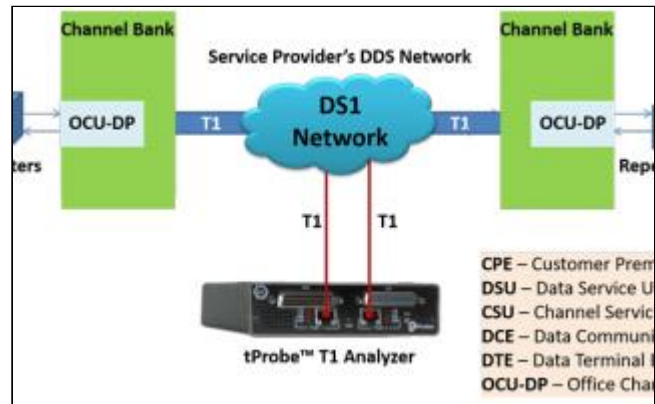 Channel Bank
Channel Bank
Service Provider's DDS Network
OCU-DP
T1
DS1
Network
T1
OCU-DP
ters
Repe
T1
T1
CPE – Customer Prem
DSU – Data Service U
CSU – Channel Servic
DCE – Data Communi
DTE – Data Terminal
OCU-DP – Office Cha
tProbe™ T1 Analyzer